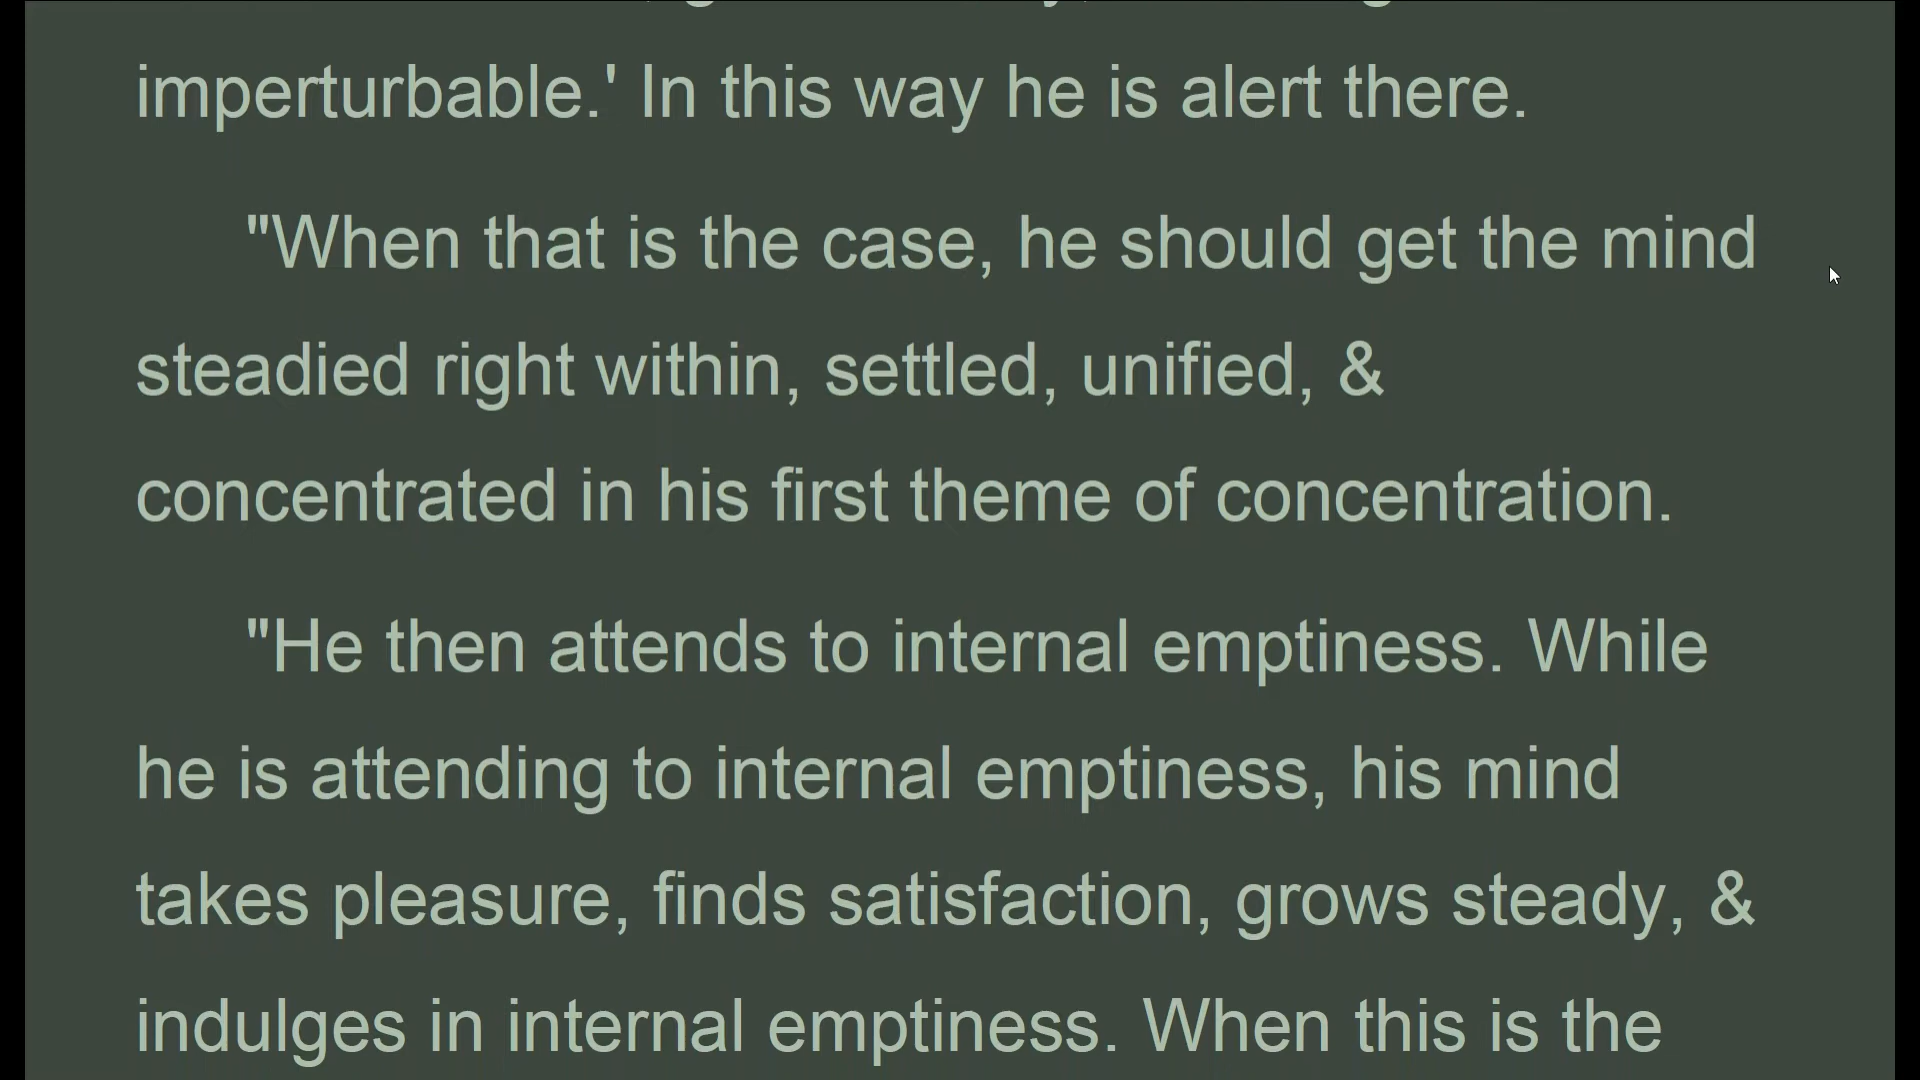 imperturbable.' In this way he is alert there.
"When that is the case, he should get the mind
steadied right within, settled, unified, &
concentrated in his first theme of concentration.
"He then attends to internal emptiness. While
he is attending to internal emptiness, his mind
takes pleasure, finds satisfaction, grows steady, &
indulges in internal emptiness. When this is the